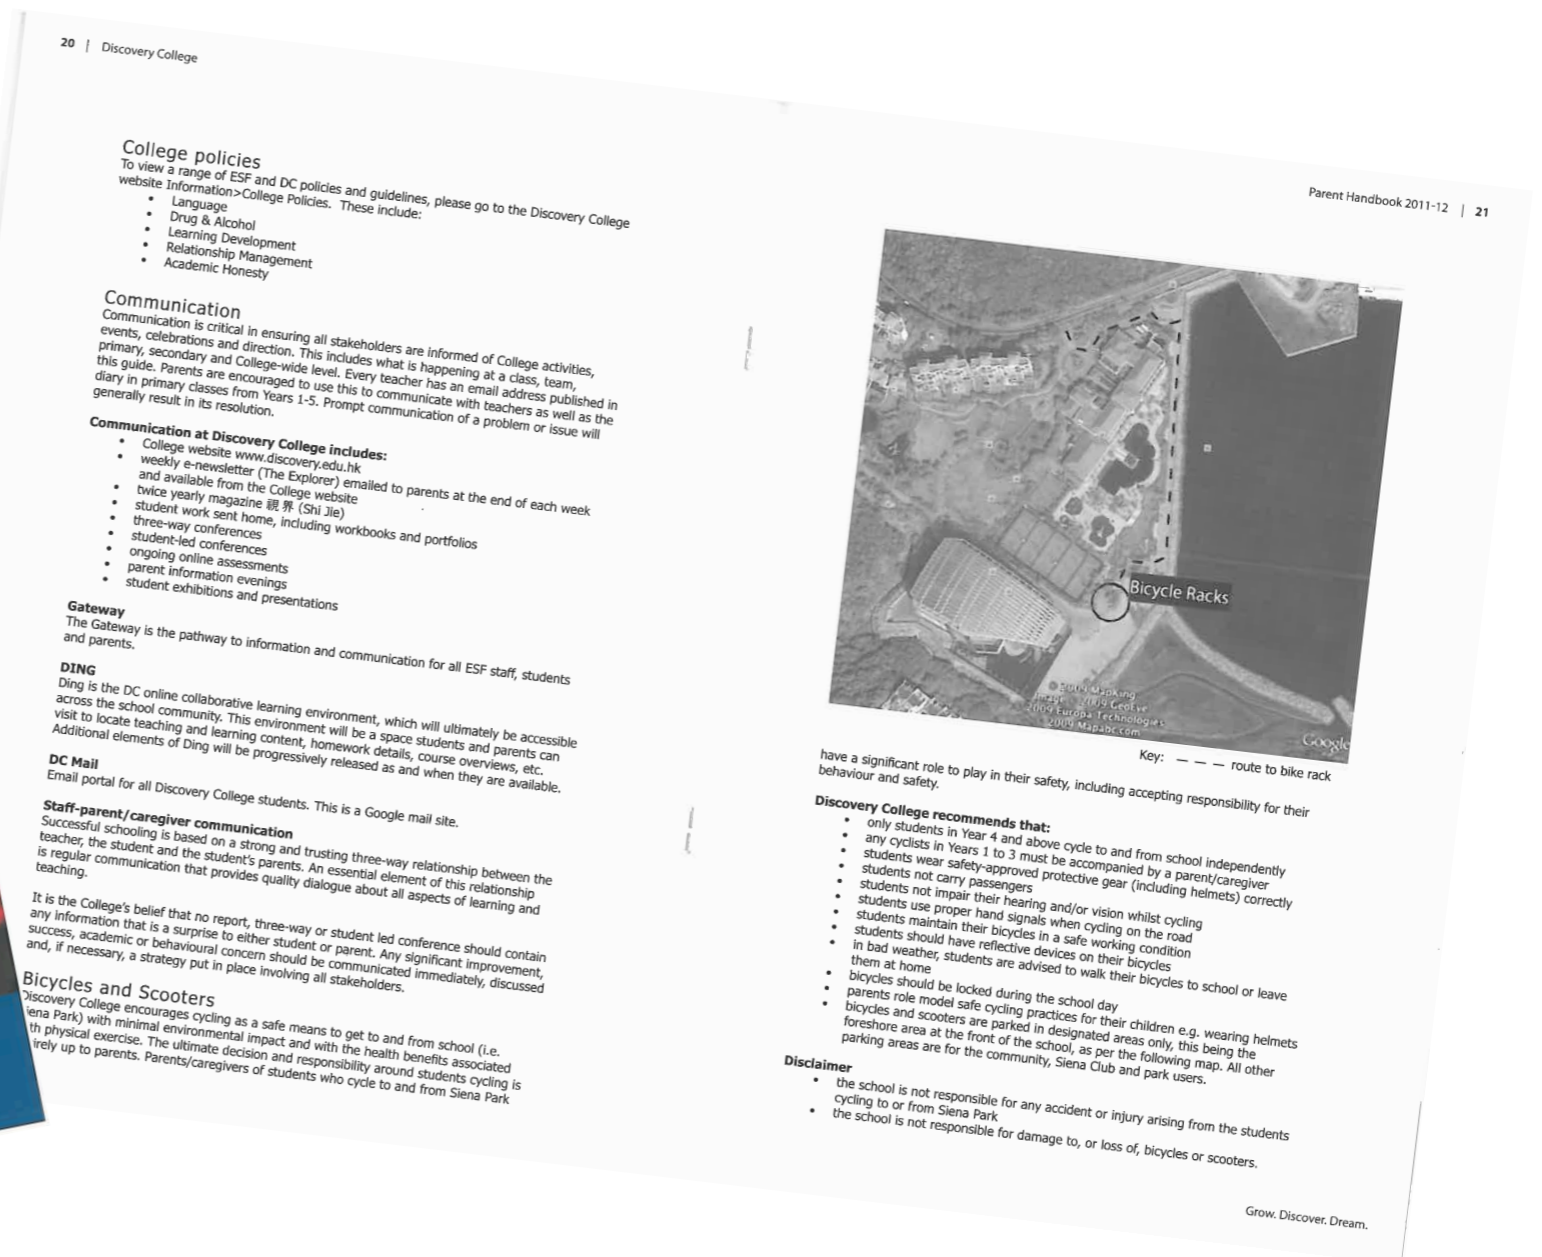 20 | Discovery College
College policies
To view a range of ESF and DC policies and guidelines, please go to the Discovery College
website Information>College Policies. These include:
• Language
• Drug & Alcohol
• Learning Development
• Relationship Management
• Academic Honesty
Communication
Communication is critical in ensuring all stakeholders are informed of College activities,
events, celebrations and direction. This includes what is happening at a class, team,
primary, secondary and College-wide level. Every teacher has an email address published in
this guide. Parents are encouraged to use this to communicate with teachers as well as the
diary in primary classes from Years 1-5. Prompt communication of a problem or issue will
generally result in its resolution.
Communication at Discovery College includes:
• College website www.discovery.edu.hk
• weekly e-newsletter (The Explorer) emailed to parents at the end of each week
and available from the College website
• twice yearly magazine 視界 (Shi Jie)
• student work sent home, including workbooks and portfolios
• three-way conferences
• student-led conferences
• ongoing online assessments
• parent information evenings
• student exhibitions and presentations
Gateway
The Gateway is the pathway to information and communication for all ESF staff, students
and parents.
DING
Ding is the DC online collaborative learning environment, which will ultimately be accessible
across the school community. This environment will be a space students and parents can
visit to locate teaching and learning content, homework details, course overviews, etc.
Additional elements of Ding will be progressively released as and when they are available.
DC Mail
Email portal for all Discovery College students. This is a Google mail site.
Staff-parent/caregiver communication
Successful schooling is based on a strong and trusting three-way relationship between the
teacher, the student and the student's parents. An essential element of this relationship
is regular communication that provides quality dialogue about all aspects of learning and
teaching.
It is the College's belief that no report, three-way or student led conference should contain
any information that is a surprise to either student or parent. Any significant improvement,
success, academic or behavioural concern should be communicated immediately, discussed
and, if necessary, a strategy put in place involving all stakeholders.
Bicycles and Scooters
Discovery College encourages cycling as a safe means to get to and from school (i.e.
iena Park) with minimal environmental impact and with the health benefits associated
th physical exercise. The ultimate decision and responsibility around students cycling is
irely up to parents. Parents/caregivers of students who cycle to and from Siena Park
Parent Handbook 2011-12 | 21
Bicycle Racks
© 2009 MapKing
Image © 2009 GeoEye
2009 Europa Technologies
2009 Mapabc.com
Google
Key: – – – route to bike rack
have a significant role to play in their safety, including accepting responsibility for their
behaviour and safety.
Discovery College recommends that:
• only students in Year 4 and above cycle to and from school independently
• any cyclists in Years 1 to 3 must be accompanied by a parent/caregiver
• students wear safety-approved protective gear (including helmets) correctly
• students not carry passengers
• students not impair their hearing and/or vision whilst cycling
• students use proper hand signals when cycling on the road
• students maintain their bicycles in a safe working condition
• students should have reflective devices on their bicycles
• in bad weather, students are advised to walk their bicycles to school or leave
them at home
• bicycles should be locked during the school day
• parents role model safe cycling practices for their children e.g. wearing helmets
• bicycles and scooters are parked in designated areas only, this being the
foreshore area at the front of the school, as per the following map. All other
parking areas are for the community, Siena Club and park users.
Disclaimer
• the school is not responsible for any accident or injury arising from the students
cycling to or from Siena Park
• the school is not responsible for damage to, or loss of, bicycles or scooters.
Grow. Discover. Dream.